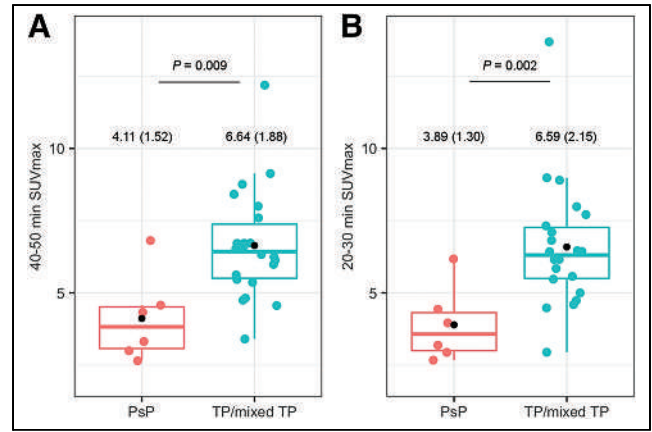 A
B
P = 0.009
P = 0.002
4.11 (1.52)
6.64 (1.88)
3.89 (1.30)
6.59 (2.15)
40-50 min SUVmax
10
5
20-30 min SUVmax
10
5
PsP
TP/mixed TP
PsP
TP/mixed TP